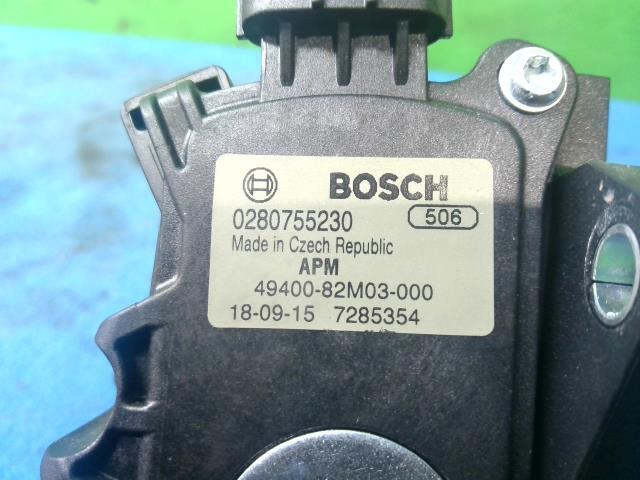 BOSCH
0280755230 506
Made in Czech Republic
APM
49400-82M03-000
18-09-15 7285354